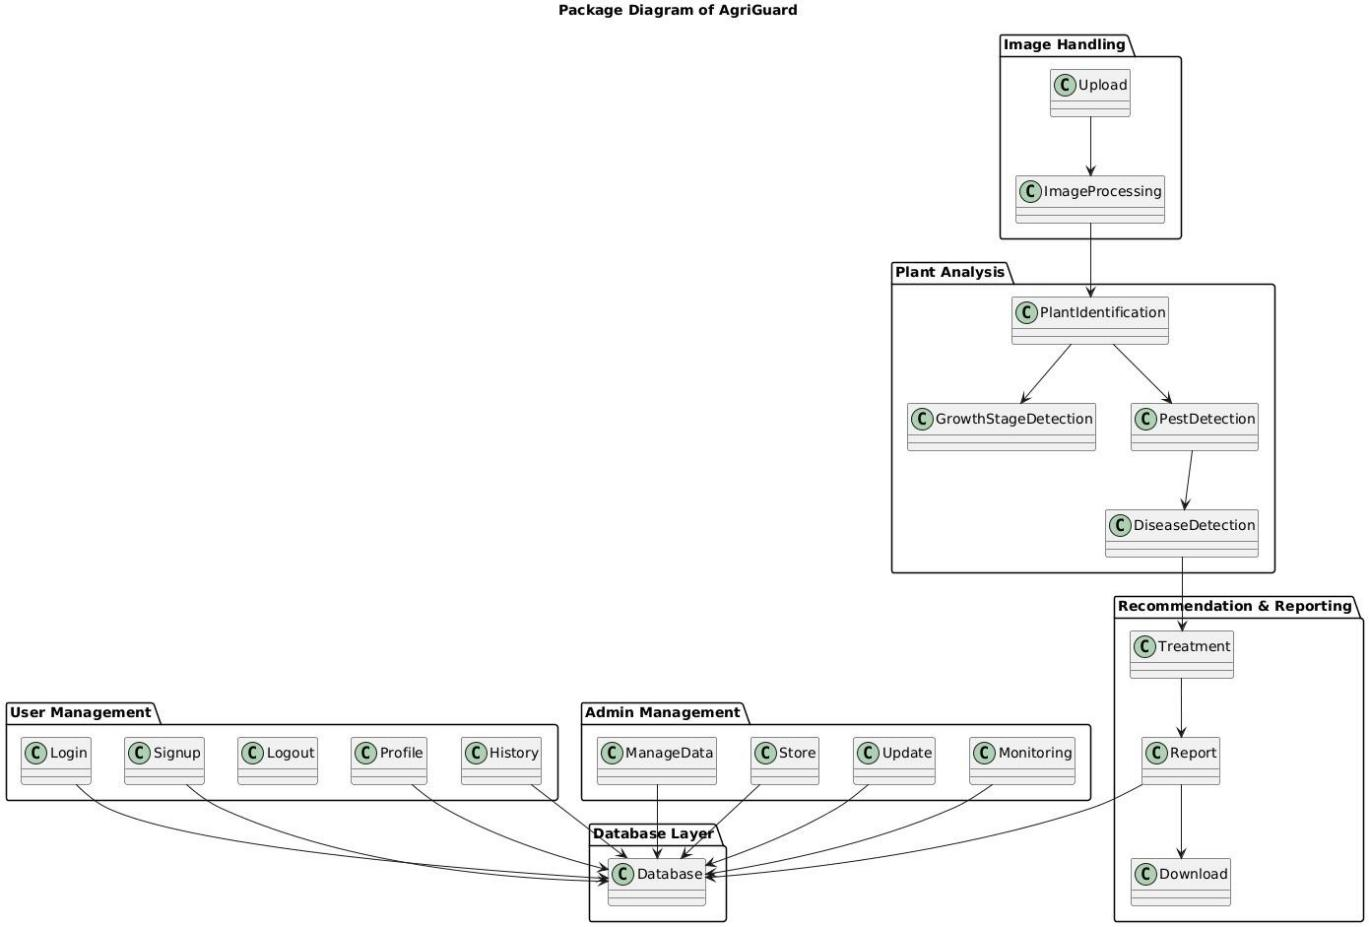 Package Diagram of AgriGuard
Image Handling
C Upload
C ImageProcessing
Plant Analysis
C PlantIdentification
C GrowthStageDetection
C PestDetection
C DiseaseDetection
Recommendation & Reporting
C Treatment
User Management
Admin Management
C Login
C Signup
C Logout
C Profile
C History
C ManageData
C Store
C Update
C Monitoring
C Report
Database Layer
C Database
C Download